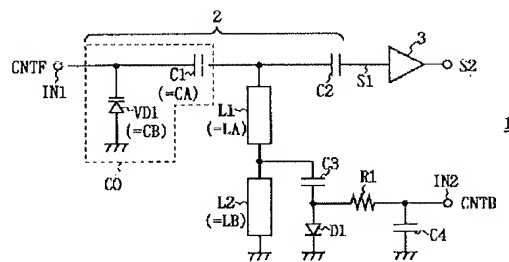 2
CNTF
IN1
C1
(=CA)
C2
S1
3
S2
VD1
(=CB)
L1
(=LA)
1
C0
C3
L2
(=LB)
R1
IN2
CNTB
D1
C4